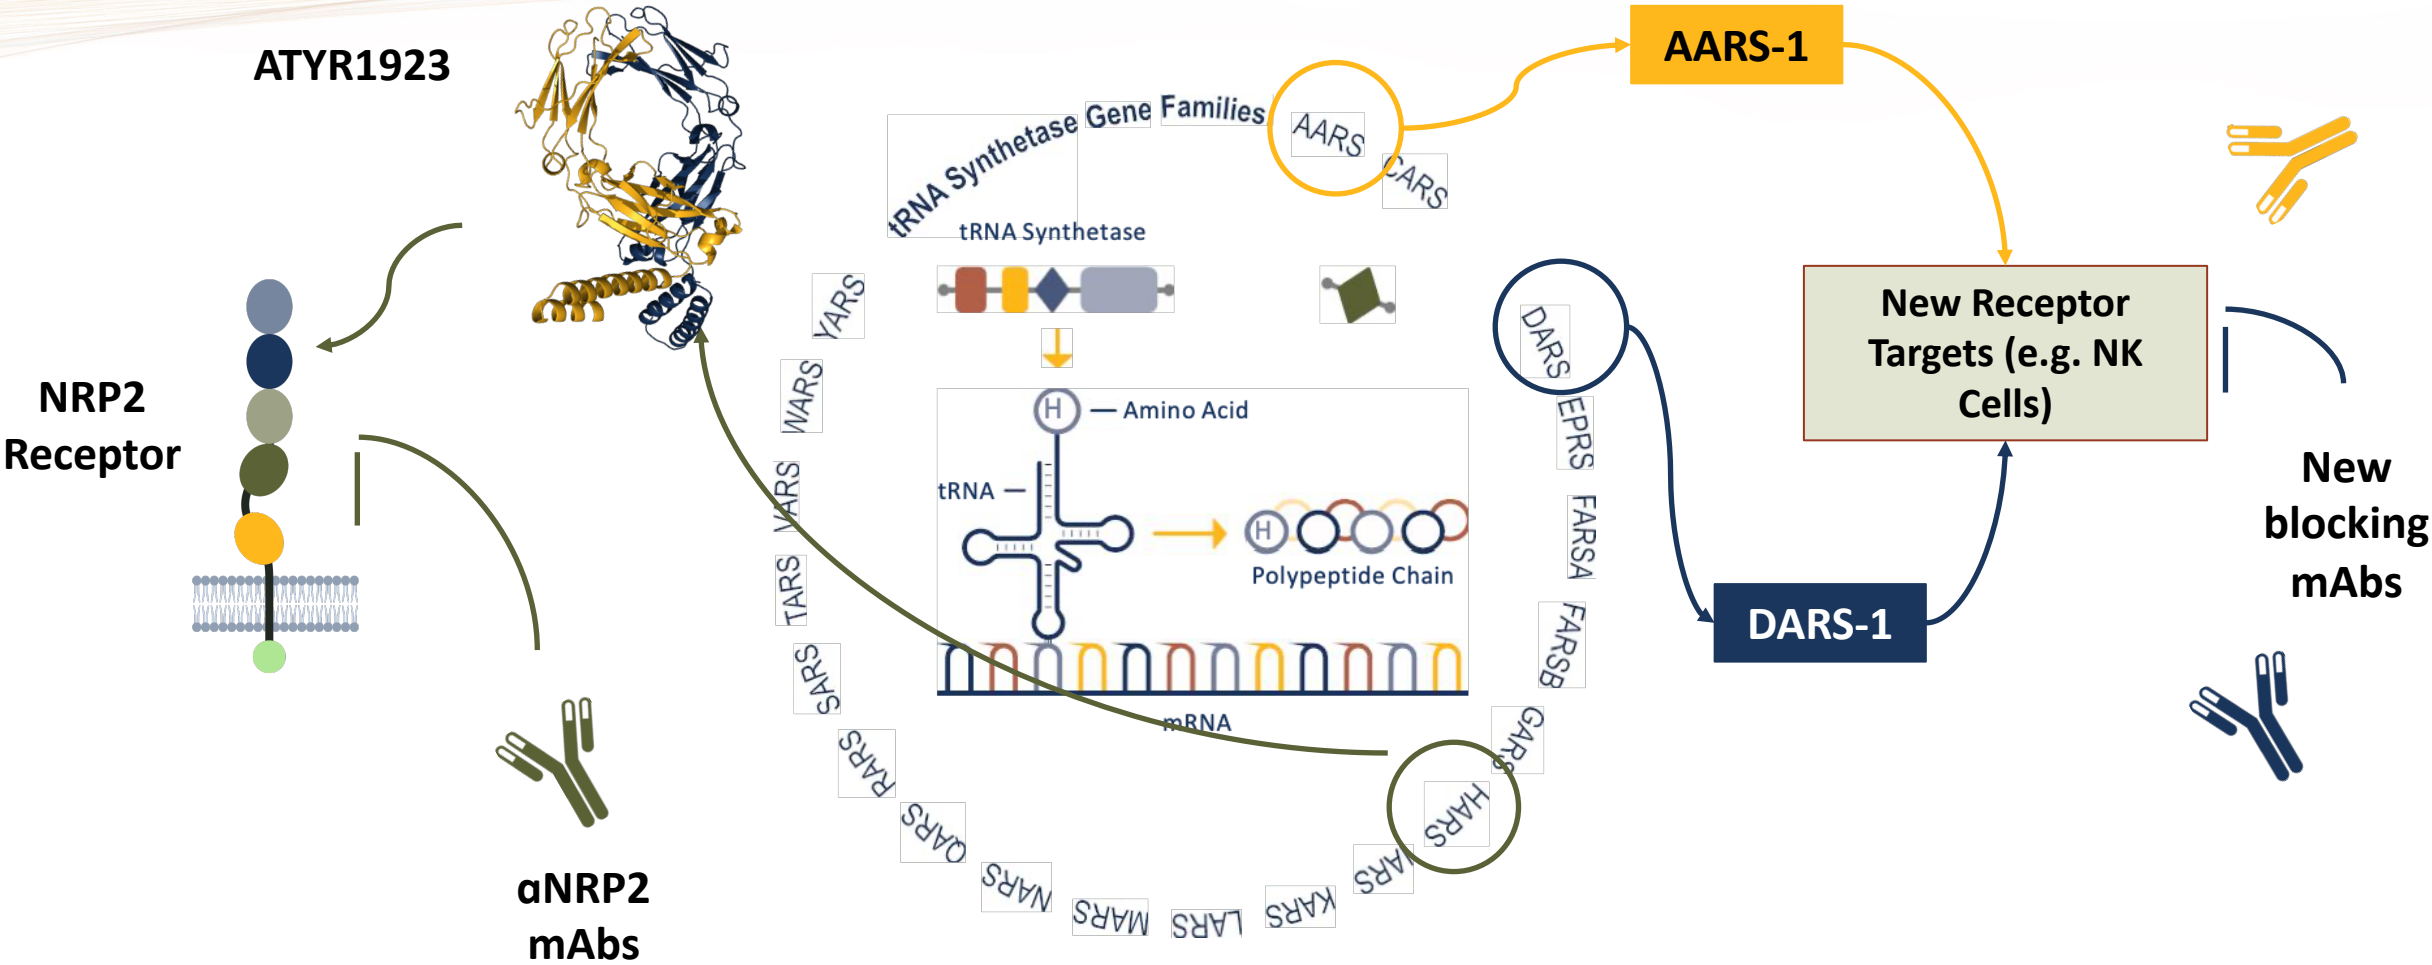 ATYR1923
NRP2
Receptor
αNRP2
mAbs
tRNA Synthetase Gene Families
AARS
CARS
DARS
EPRS
FARSA
FARSB
GARS
HARS
IARS
KARS
LARS
MARS
NARS
QARS
RARS
SARS
TARS
VARS
WARS
YARS
tRNA Synthetase
H
Amino Acid
tRNA
H
Polypeptide Chain
mRNA
AARS-1
New Receptor
Targets (e.g. NK
Cells)
DARS-1
New
blocking
mAbs